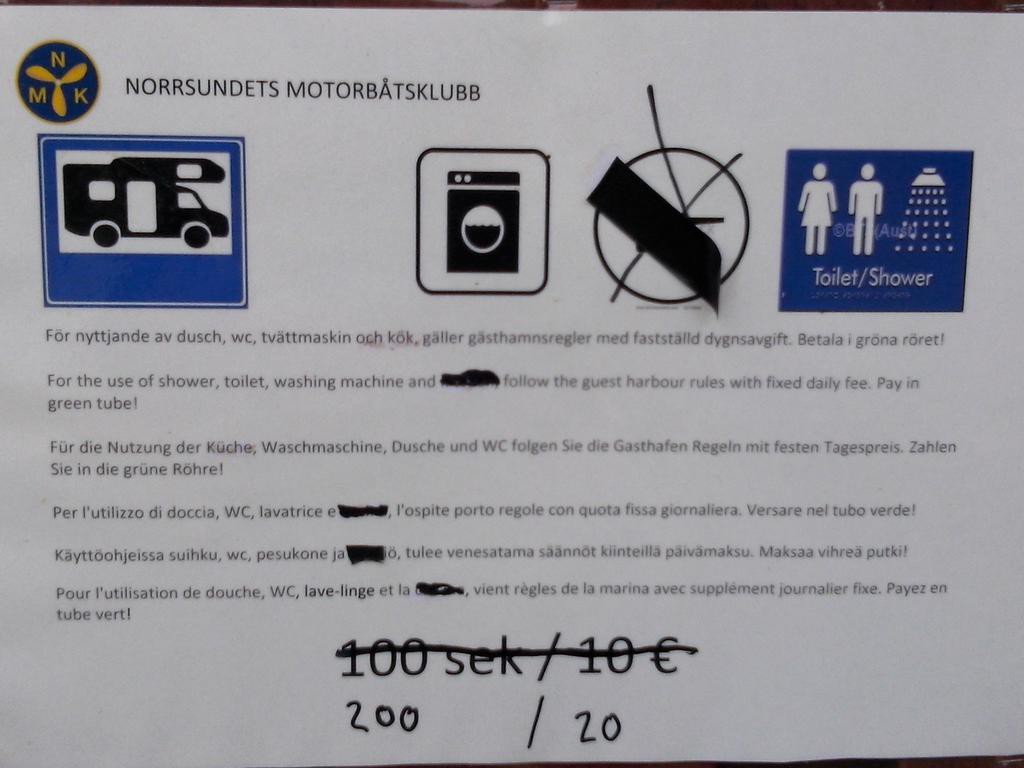 N
M K
NORRSUNDETS MOTORBÅTSKLUBB
Toilet/Shower
För nyttjande av dusch, wc, tvättmaskin och kök, gäller gästhamnsregler med fastställd dygnsavgift. Betala i gröna röret!
For the use of shower, toilet, washing machine and follow the guest harbour rules with fixed daily fee. Pay in
green tube!
Für die Nutzung der Küche, Waschmaschine, Dusche und WC folgen Sie die Gasthafen Regeln mit festen Tagespreis. Zahlen
Sie in die grüne Röhre!
Per l'utilizzo di doccia, WC, lavatrice e , l'ospite porto regole con quota fissa giornaliera. Versare nel tubo verde!
Käyttöohjeissa suihku, wc, pesukone ja ö, tulee venesatama säännöt kiinteillä päivämaksu. Maksaa vihreä putki!
Pour l'utilisation de douche, WC, lave-linge et la , vient règles de la marina avec supplément journalier fixe. Payez en
tube vert!
100 sek / 10 €
200 / 20